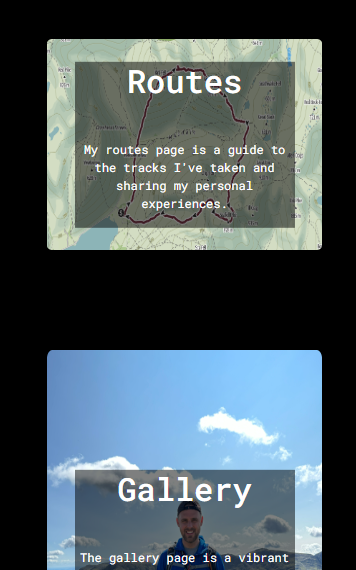 Routes
My routes page is a guide to
the tracks I've taken and
sharing my personal
experiences.
Gallery
The gallery page is a vibrant